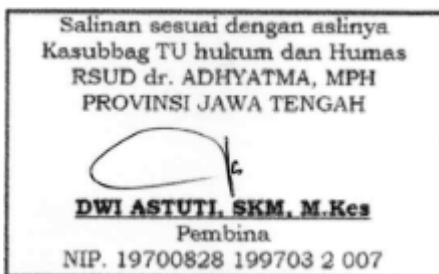 Salinan sesuai dengan aslinya
Kasubbag TU hukum dan Humas
RSUD dr. ADHYATMA, MPH
PROVINSI JAWA TENGAH
DWI ASTUTI, SKM, M.Kes
Pembina
NIP. 19700828 199703 2 007